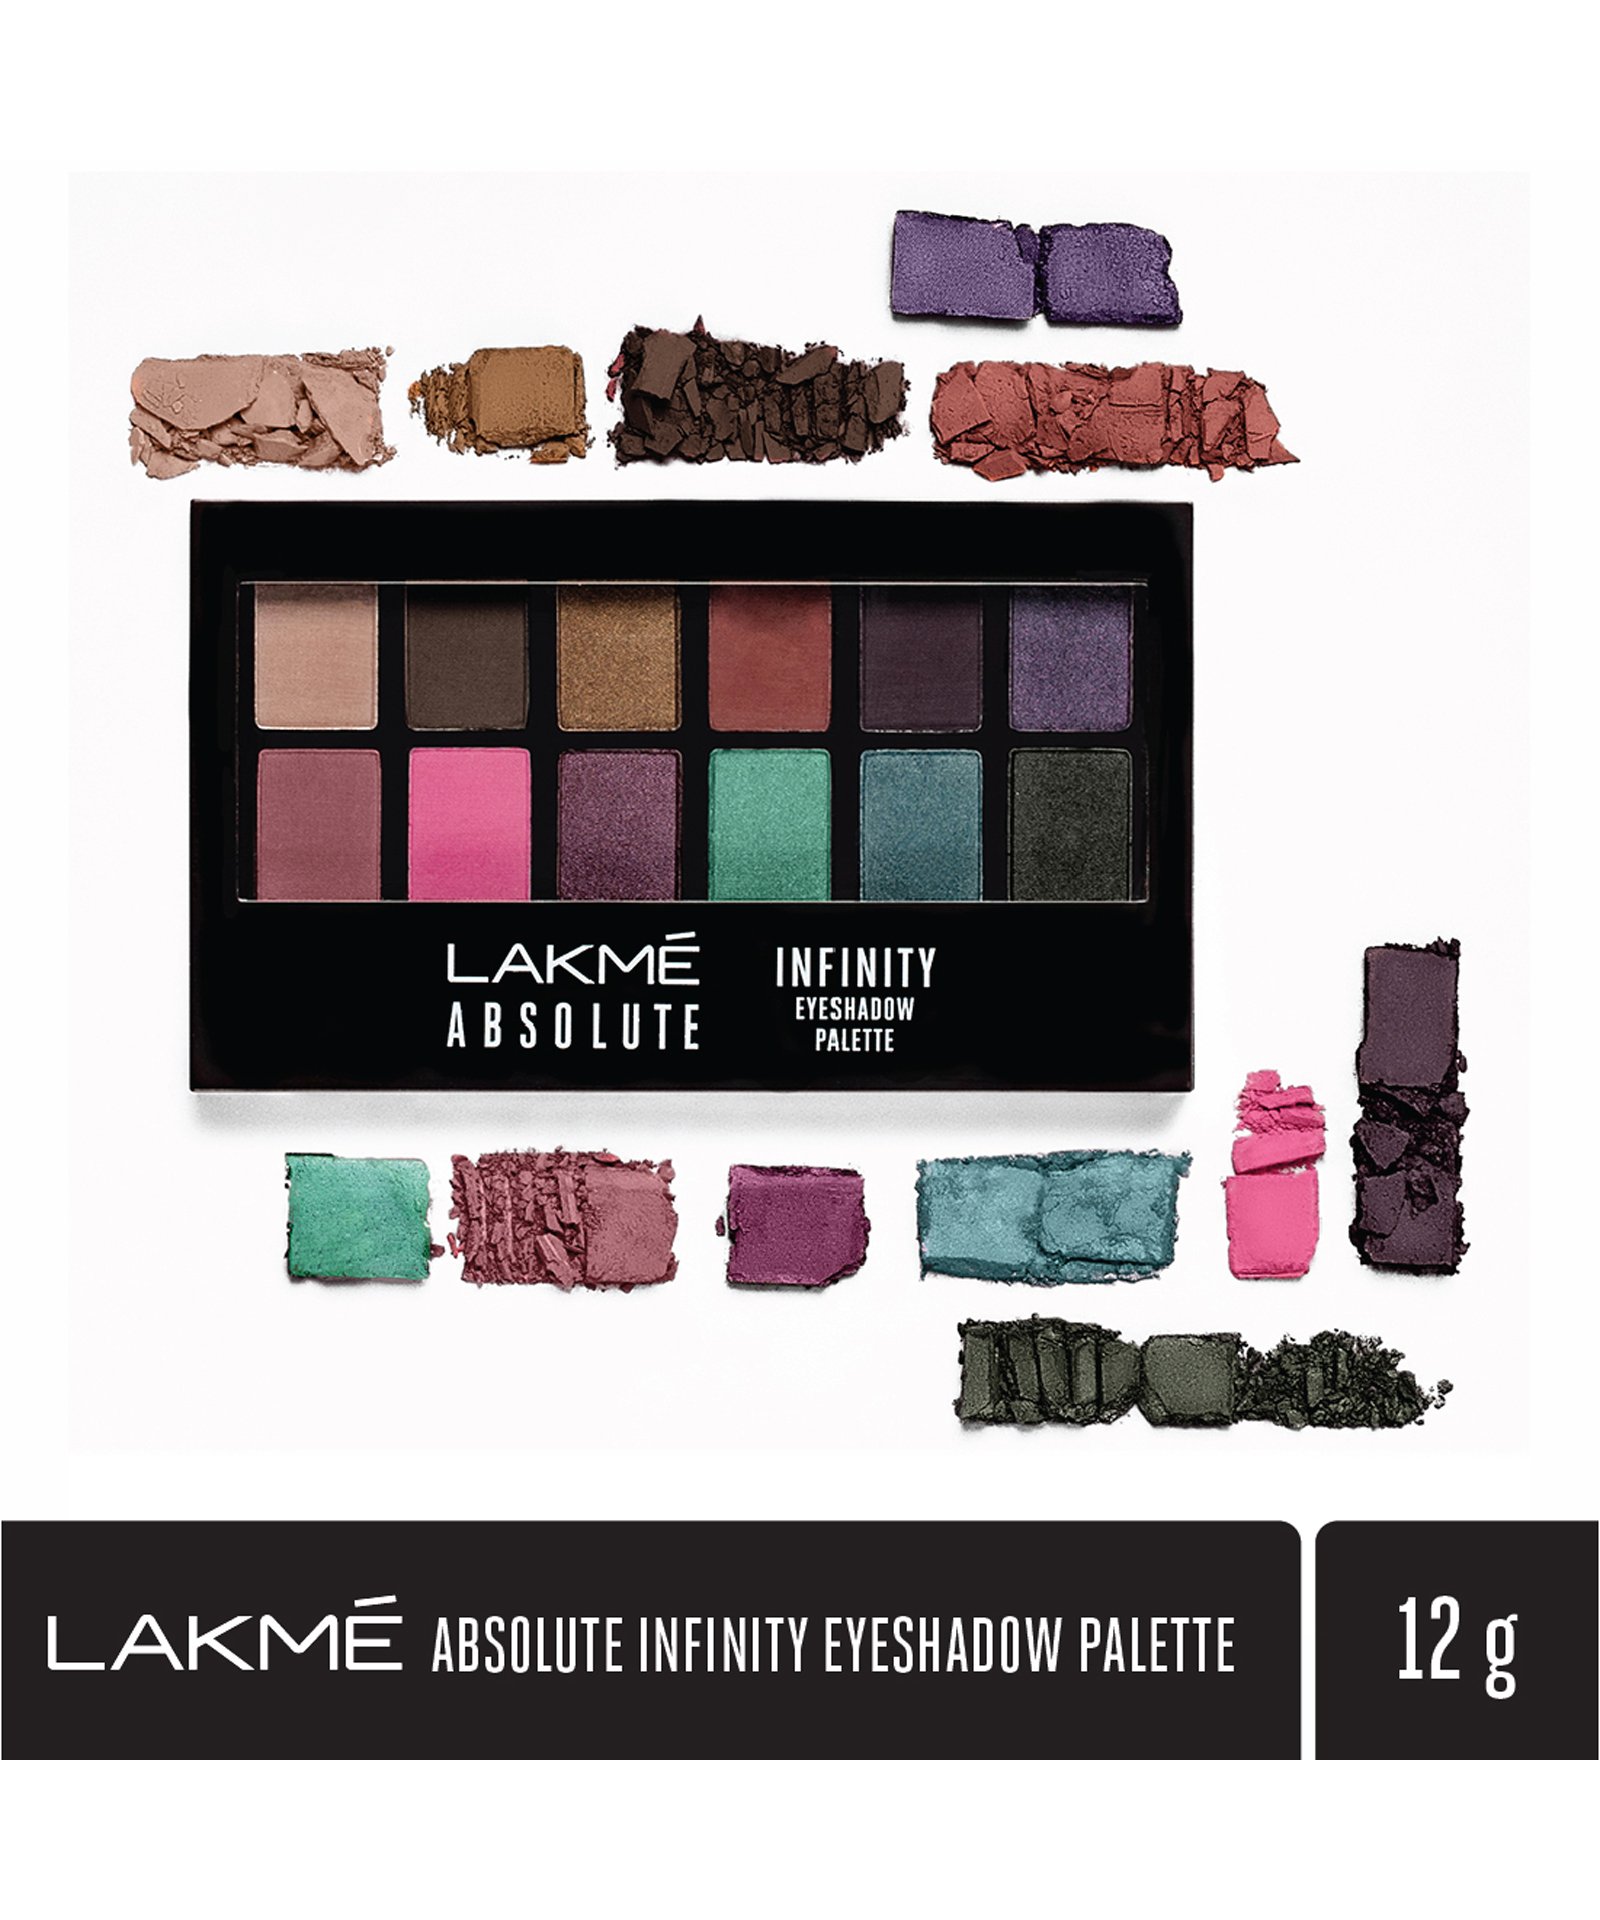 LAKMÉ
ABSOLUTE
INFINITY
EYESHADOW
PALETTE
LAKMÉ ABSOLUTE INFINITY EYESHADOW PALETTE
12 g